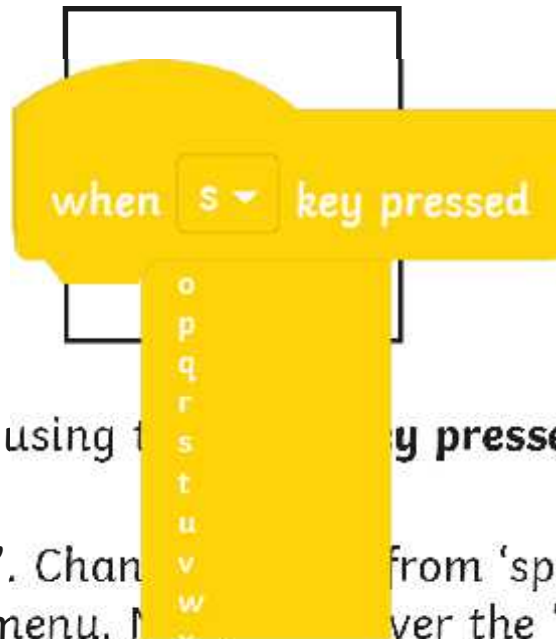 when s key pressed
o
p
q
r
using s y presse
s
t
u
’. Chan v from ‘sp
w
menu. ver the ‘